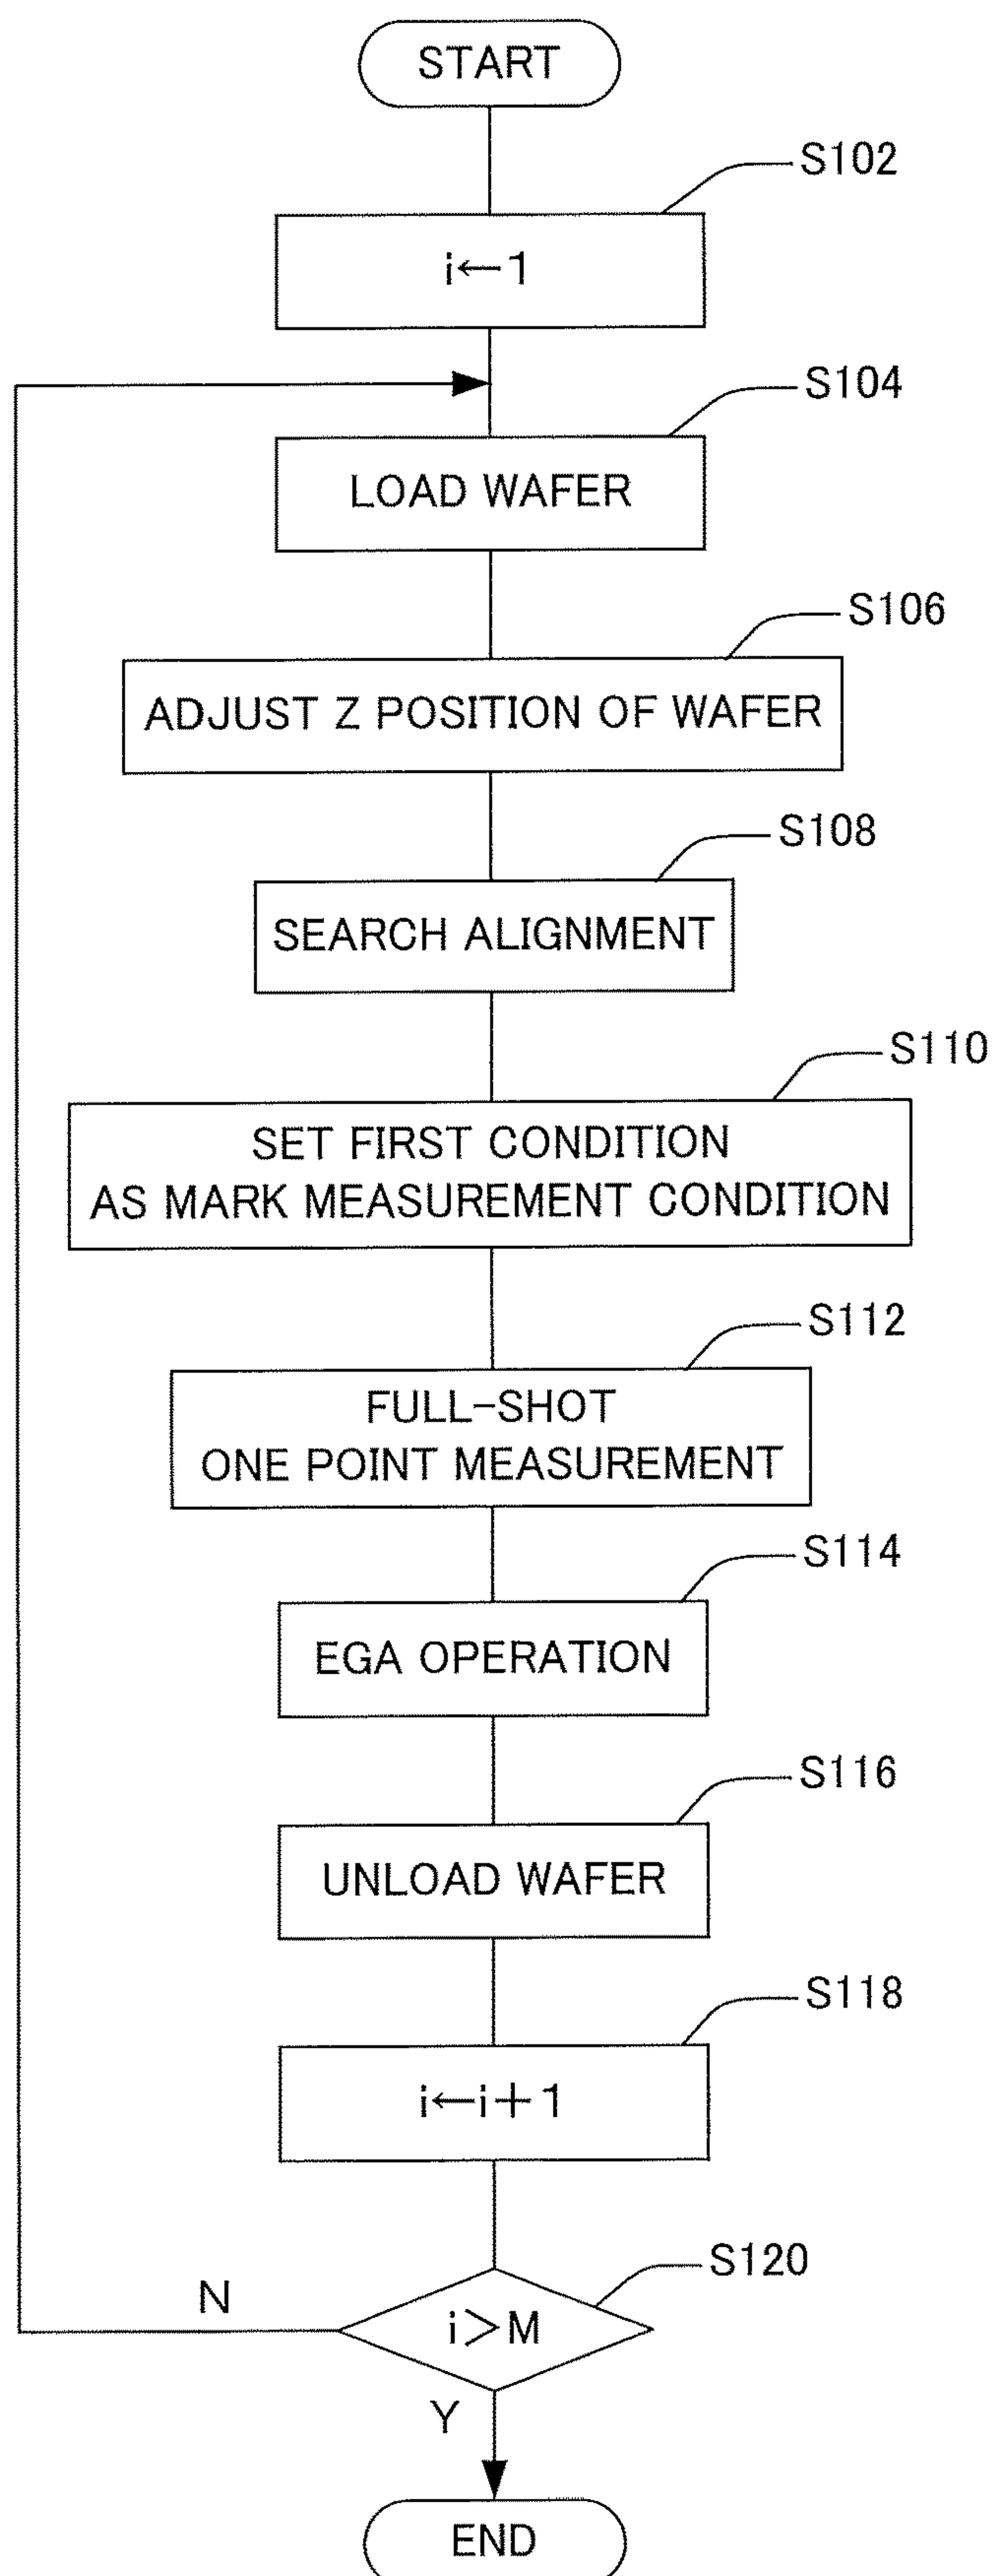 START
S102
i←1
S104
LOAD WAFER
S106
ADJUST Z POSITION OF WAFER
S108
SEARCH ALIGNMENT
S110
SET FIRST CONDITION
AS MARK MEASUREMENT CONDITION
S112
FULL-SHOT
ONE POINT MEASUREMENT
S114
EGA OPERATION
S116
UNLOAD WAFER
S118
i←i+1
S120
N
i>M
Y
END